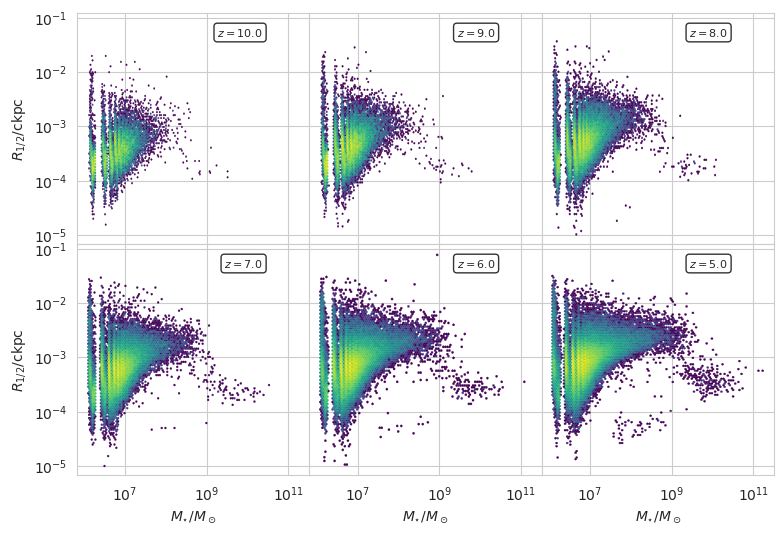 10^{-1}
z = 10.0
z = 9.0
z = 8.0
10^{-2}
R_{1/2}/ckpc
10^{-3}
10^{-4}
10^{-5}
10^{-1}
z = 7.0
z = 6.0
z = 5.0
10^{-2}
R_{1/2}/ckpc
10^{-3}
10^{-4}
10^{-5}
10^{7} 10^{9} 10^{11} 10^{7} 10^{9} 10^{11} 10^{7} 10^{9} 10^{11}
M_{⋆}/M_{⊙} M_{⋆}/M_{⊙} M_{⋆}/M_{⊙}